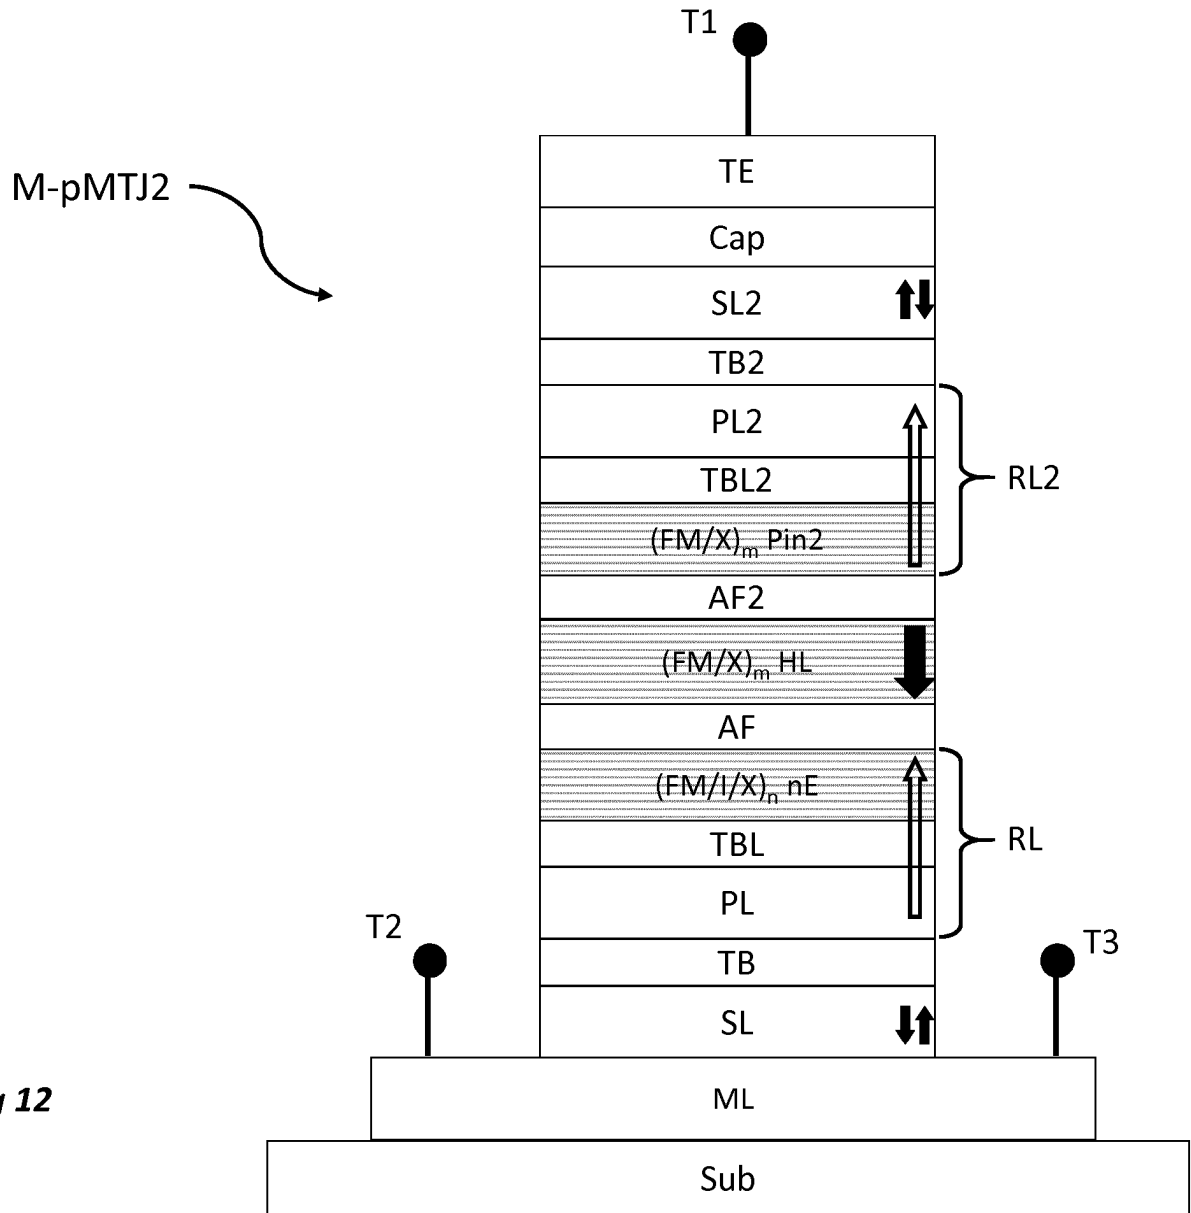 T1
M-pMTJ2
TE
Cap
SL2
TB2
PL2
TBL2
RL2
(FM/X)m Pin2
AF2
(FM/X)m HL
AF
(FM/I/X)n nE
TBL
RL
PL
T2
T3
TB
SL
12
ML
Sub